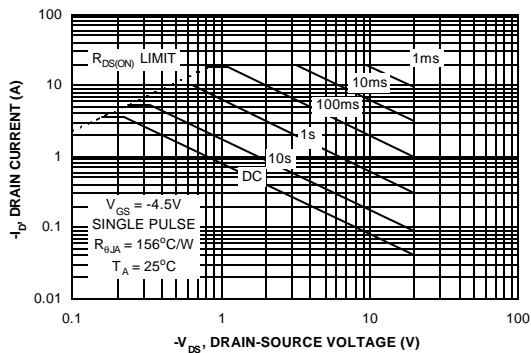 100
10
1
0.1
0.01
0.1
1
10
100
-I_D, DRAIN CURRENT (A)
-V_DS, DRAIN-SOURCE VOLTAGE (V)
R_DS(ON) LIMIT
1ms
10ms
100ms
1s
10s
DC
V_GS = -4.5V
SINGLE PULSE
R_θJA = 156°C/W
T_A = 25°C